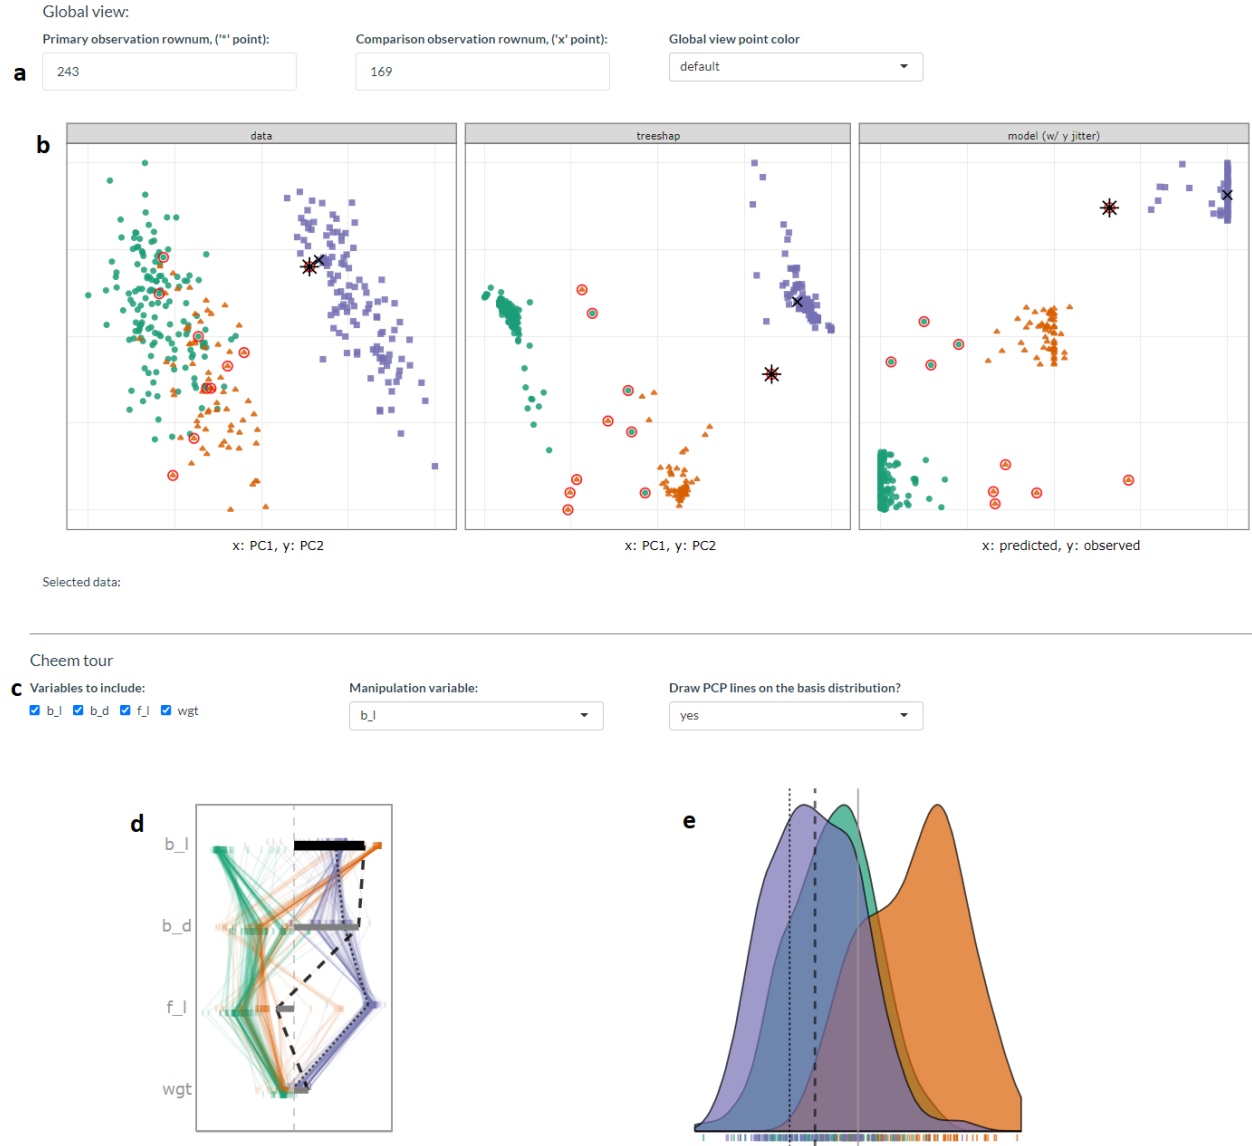 Global view:
Primary observation rownum, ('*' point):
Comparison observation rownum, ('x' point):
Global view point color
a
243
169
default
b
data
treeshap
model (w/ y jitter)
x: PC1, y: PC2
x: PC1, y: PC2
x: predicted, y: observed
Selected data:
Cheem tour
c
Variables to include:
Manipulation variable:
Draw PCP lines on the basis distribution?
b_l
b_d
f_l
wgt
b_l
yes
d
e
b_l
b_d
f_l
wgt